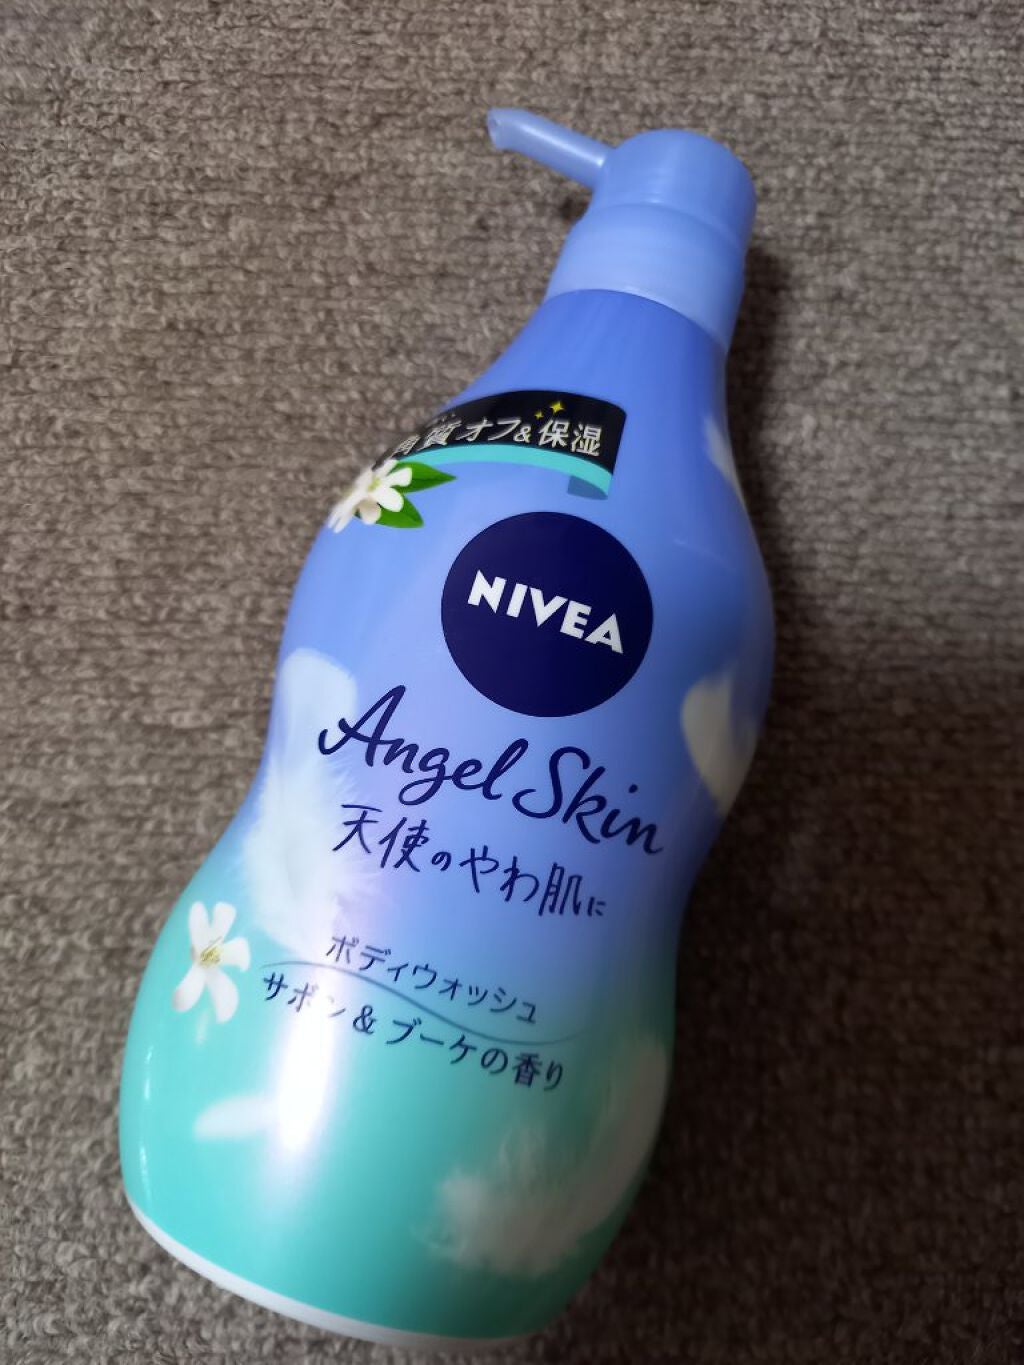 角質オフ&保湿
NIVEA
Angel Skin
天使のやわ肌に
ボディウォッシュ
サボン&ブーケの香り